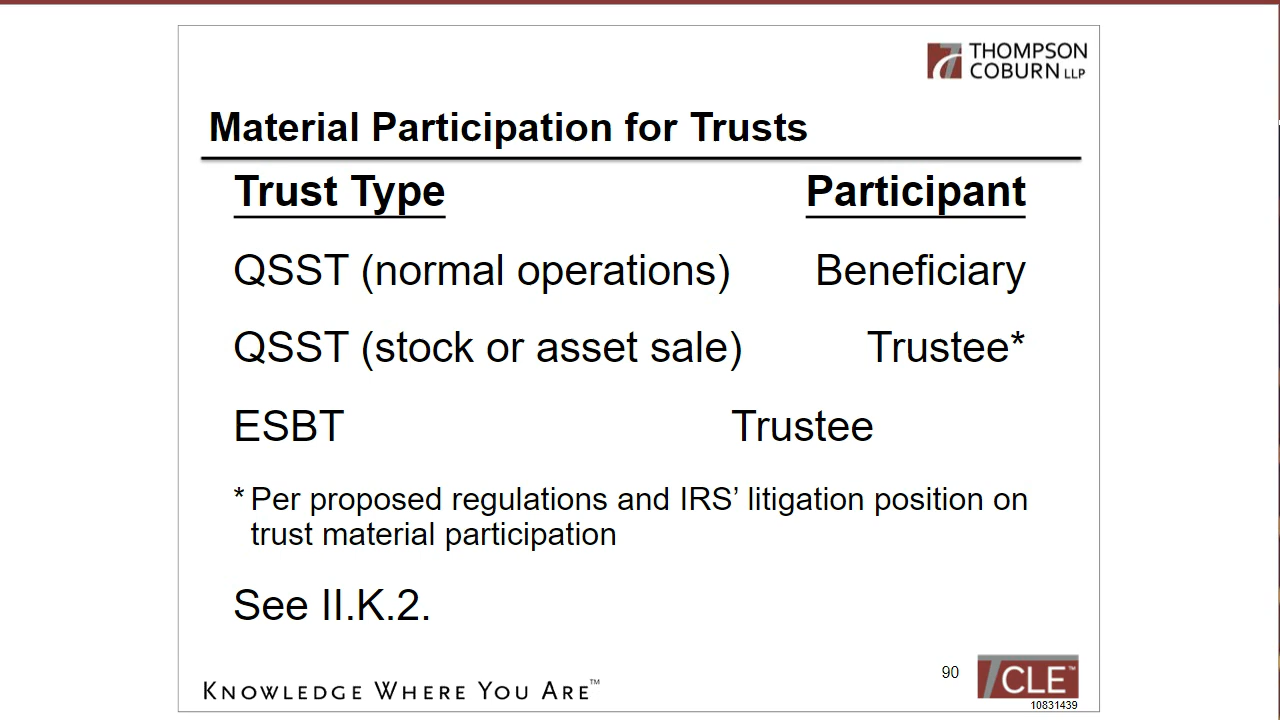 THOMPSON
COBURN LLP
Material Participation for Trusts
Trust Type Participant
QSST (normal operations) Beneficiary
QSST (stock or asset sale) Trustee*
ESBT Trustee
* Per proposed regulations and IRS’ litigation position on
trust material participation
See II.K.2.
KNOWLEDGE WHERE YOU ARE™
90
TCLE™
10831439